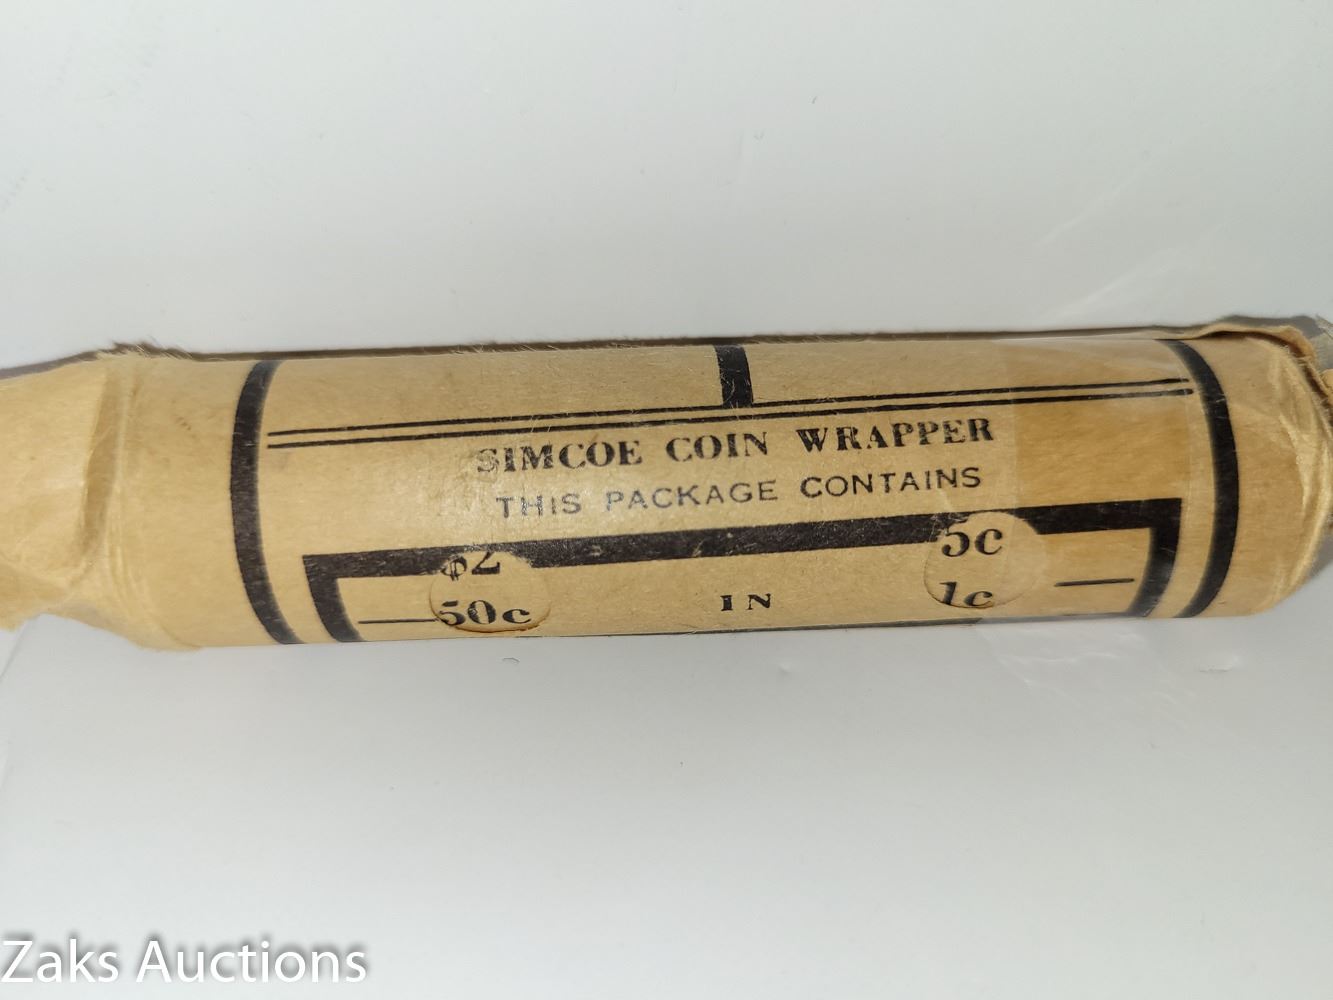 SIMCOE COIN WRAPPER
THIS PACKAGE CONTAINS
$2 5c
50c IN 1c
Zaks Auctions